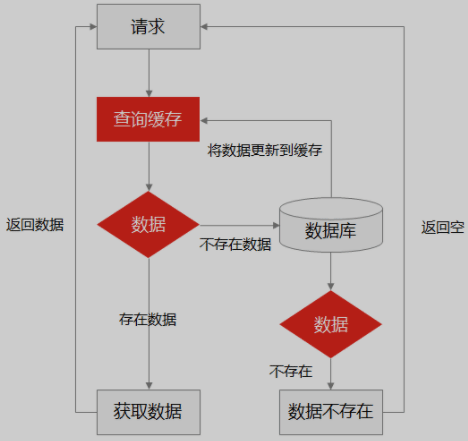 请求
查询缓存
将数据更新到缓存
返回数据
数据
不存在数据
数据库
返回空
存在数据
数据
不存在
获取数据
数据不存在